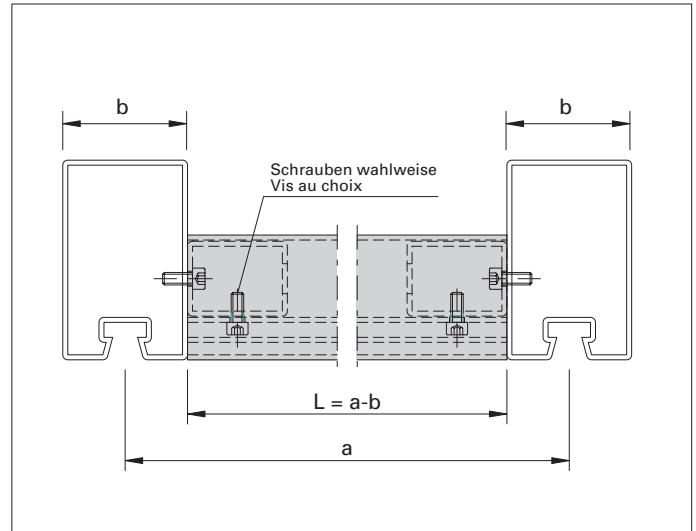 b
b
Schrauben wahlweise
Vis au choix
L = a-b
a